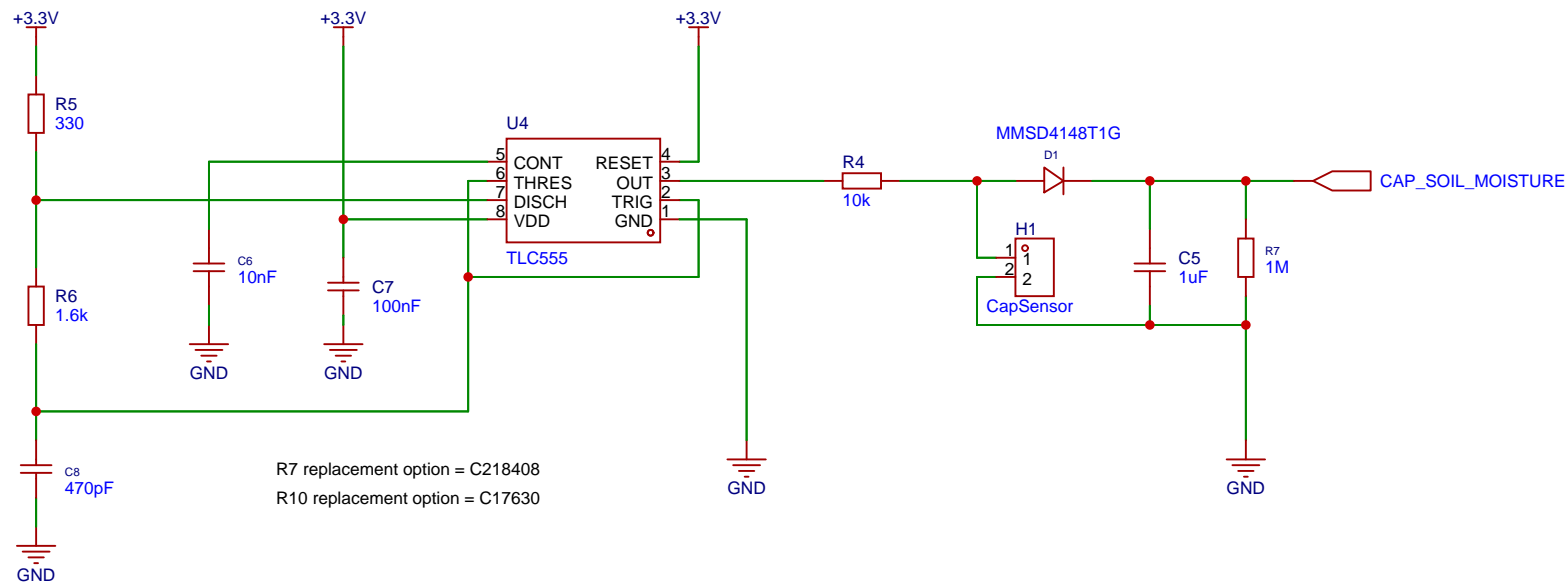 +3.3V
+3.3V
+3.3V
R5
330
U4
5 CONT
6 THRES
7 DISCH
8 VDD
RESET 4
OUT 3
TRIG 2
GND 1
TLC555
R4
10k
MMSD4148T1G
D1
CAP_SOIL_MOISTURE
H1
1 1
2 2
CapSensor
C5
1uF
R7
1M
C6
10nF
C7
100nF
R6
1.6k
GND
GND
C8
470pF
R7 replacement option = C218408
R10 replacement option = C17630
GND
GND
GND